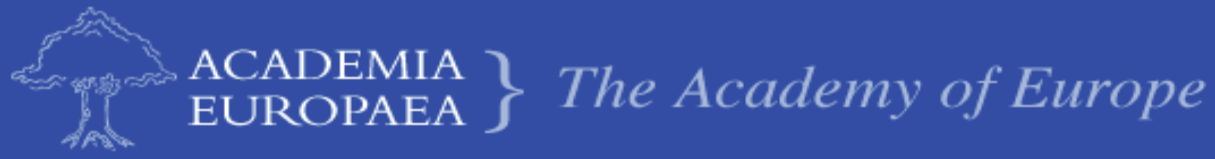 ACADEMIA
EUROPAEA
} The Academy of Europe